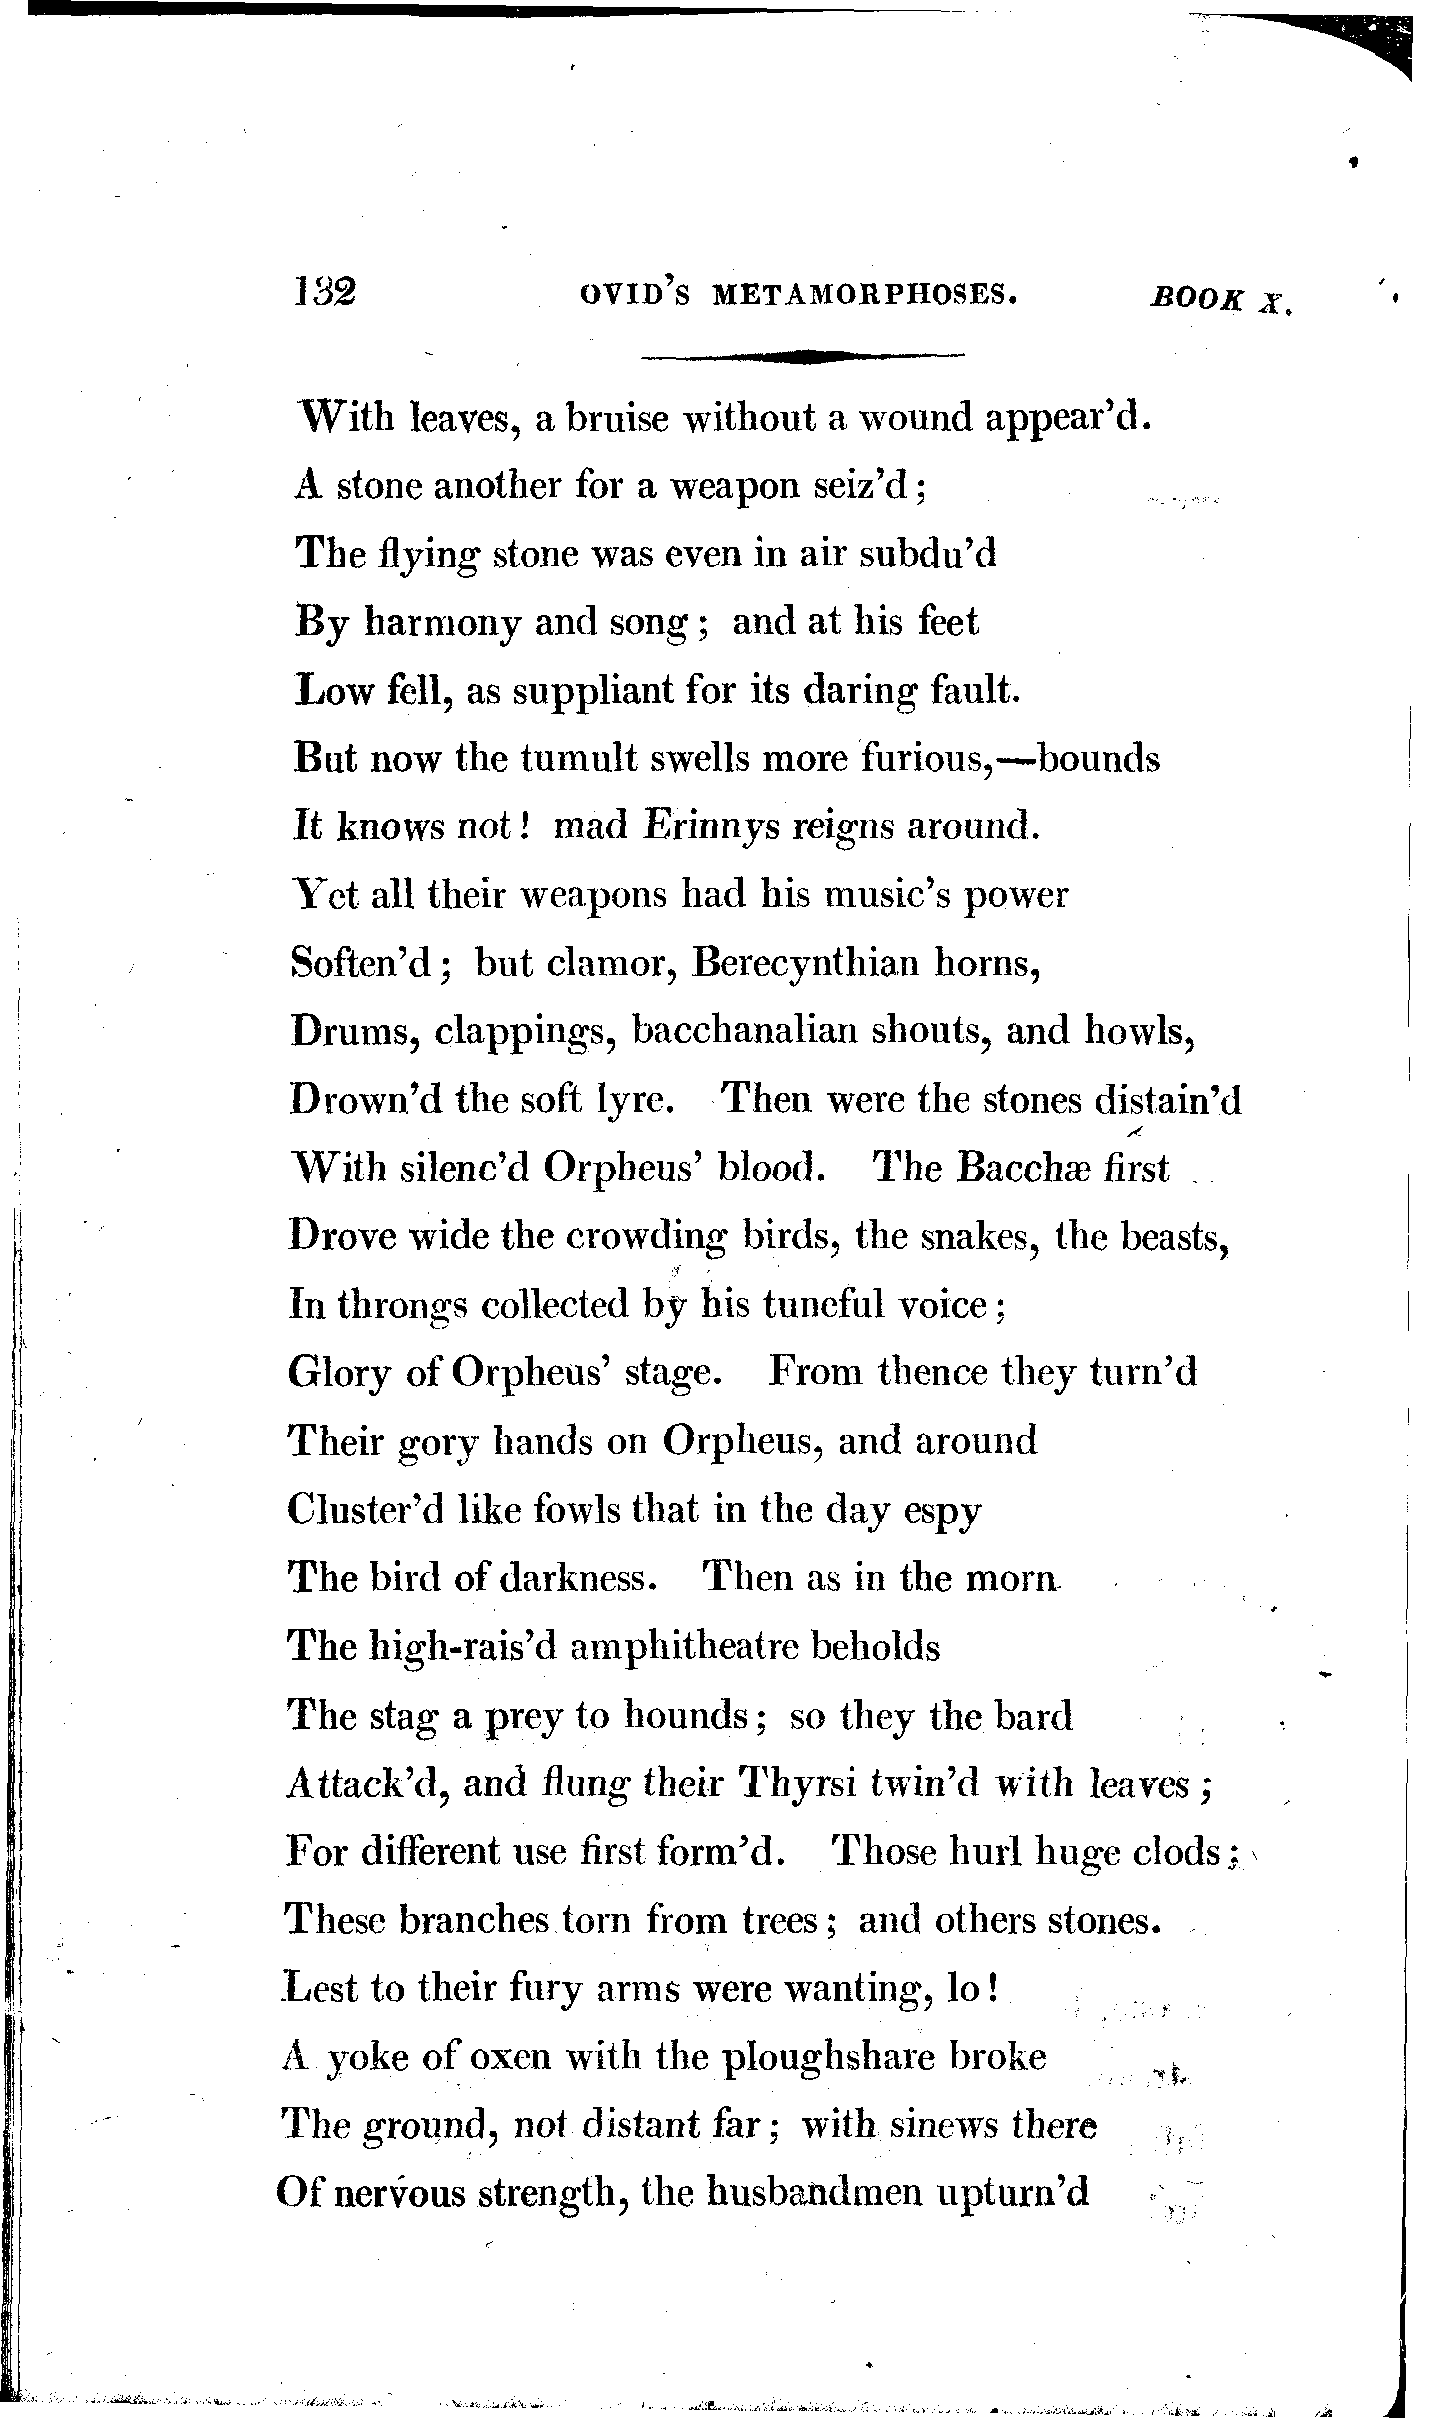 132 OVID'S METAMORPHOSES. BOOK X.
With leaves, a bruise without a wound appear'd.
A stone another for a weapon seiz'd;
The flying stone was even in air subdu'd
By harmony and song; and at his feet
Low fell, as suppliant for its daring fault.
But now the tumult swells more furious,—bounds
It knows not! mad Erinnys reigns around.
Yet all their weapons had his music's power
Soften'd; but clamor, Berecynthian horns,
Drums, clappings, bacchanalian shouts, and howls,
Drown'd the soft lyre. Then were the stones distain'd
With silenc'd Orpheus' blood. The Bacchæ first
Drove wide the crowding birds, the snakes, the beasts,
In throngs collected by his tuneful voice;
Glory of Orpheus' stage. From thence they turn'd
Their gory hands on Orpheus, and around
Cluster'd like fowls that in the day espy
The bird of darkness. Then as in the morn
The high-rais'd amphitheatre beholds
The stag a prey to hounds; so they the bard
Attack'd, and flung their Thyrsi twin'd with leaves;
For different use first form'd. Those hurl huge clods;
These branches torn from trees; and others stones.
Lest to their fury arms were wanting, lo!
A yoke of oxen with the ploughshare broke
The ground, not distant far; with sinews there
Of nervous strength, the husbandmen upturn'd